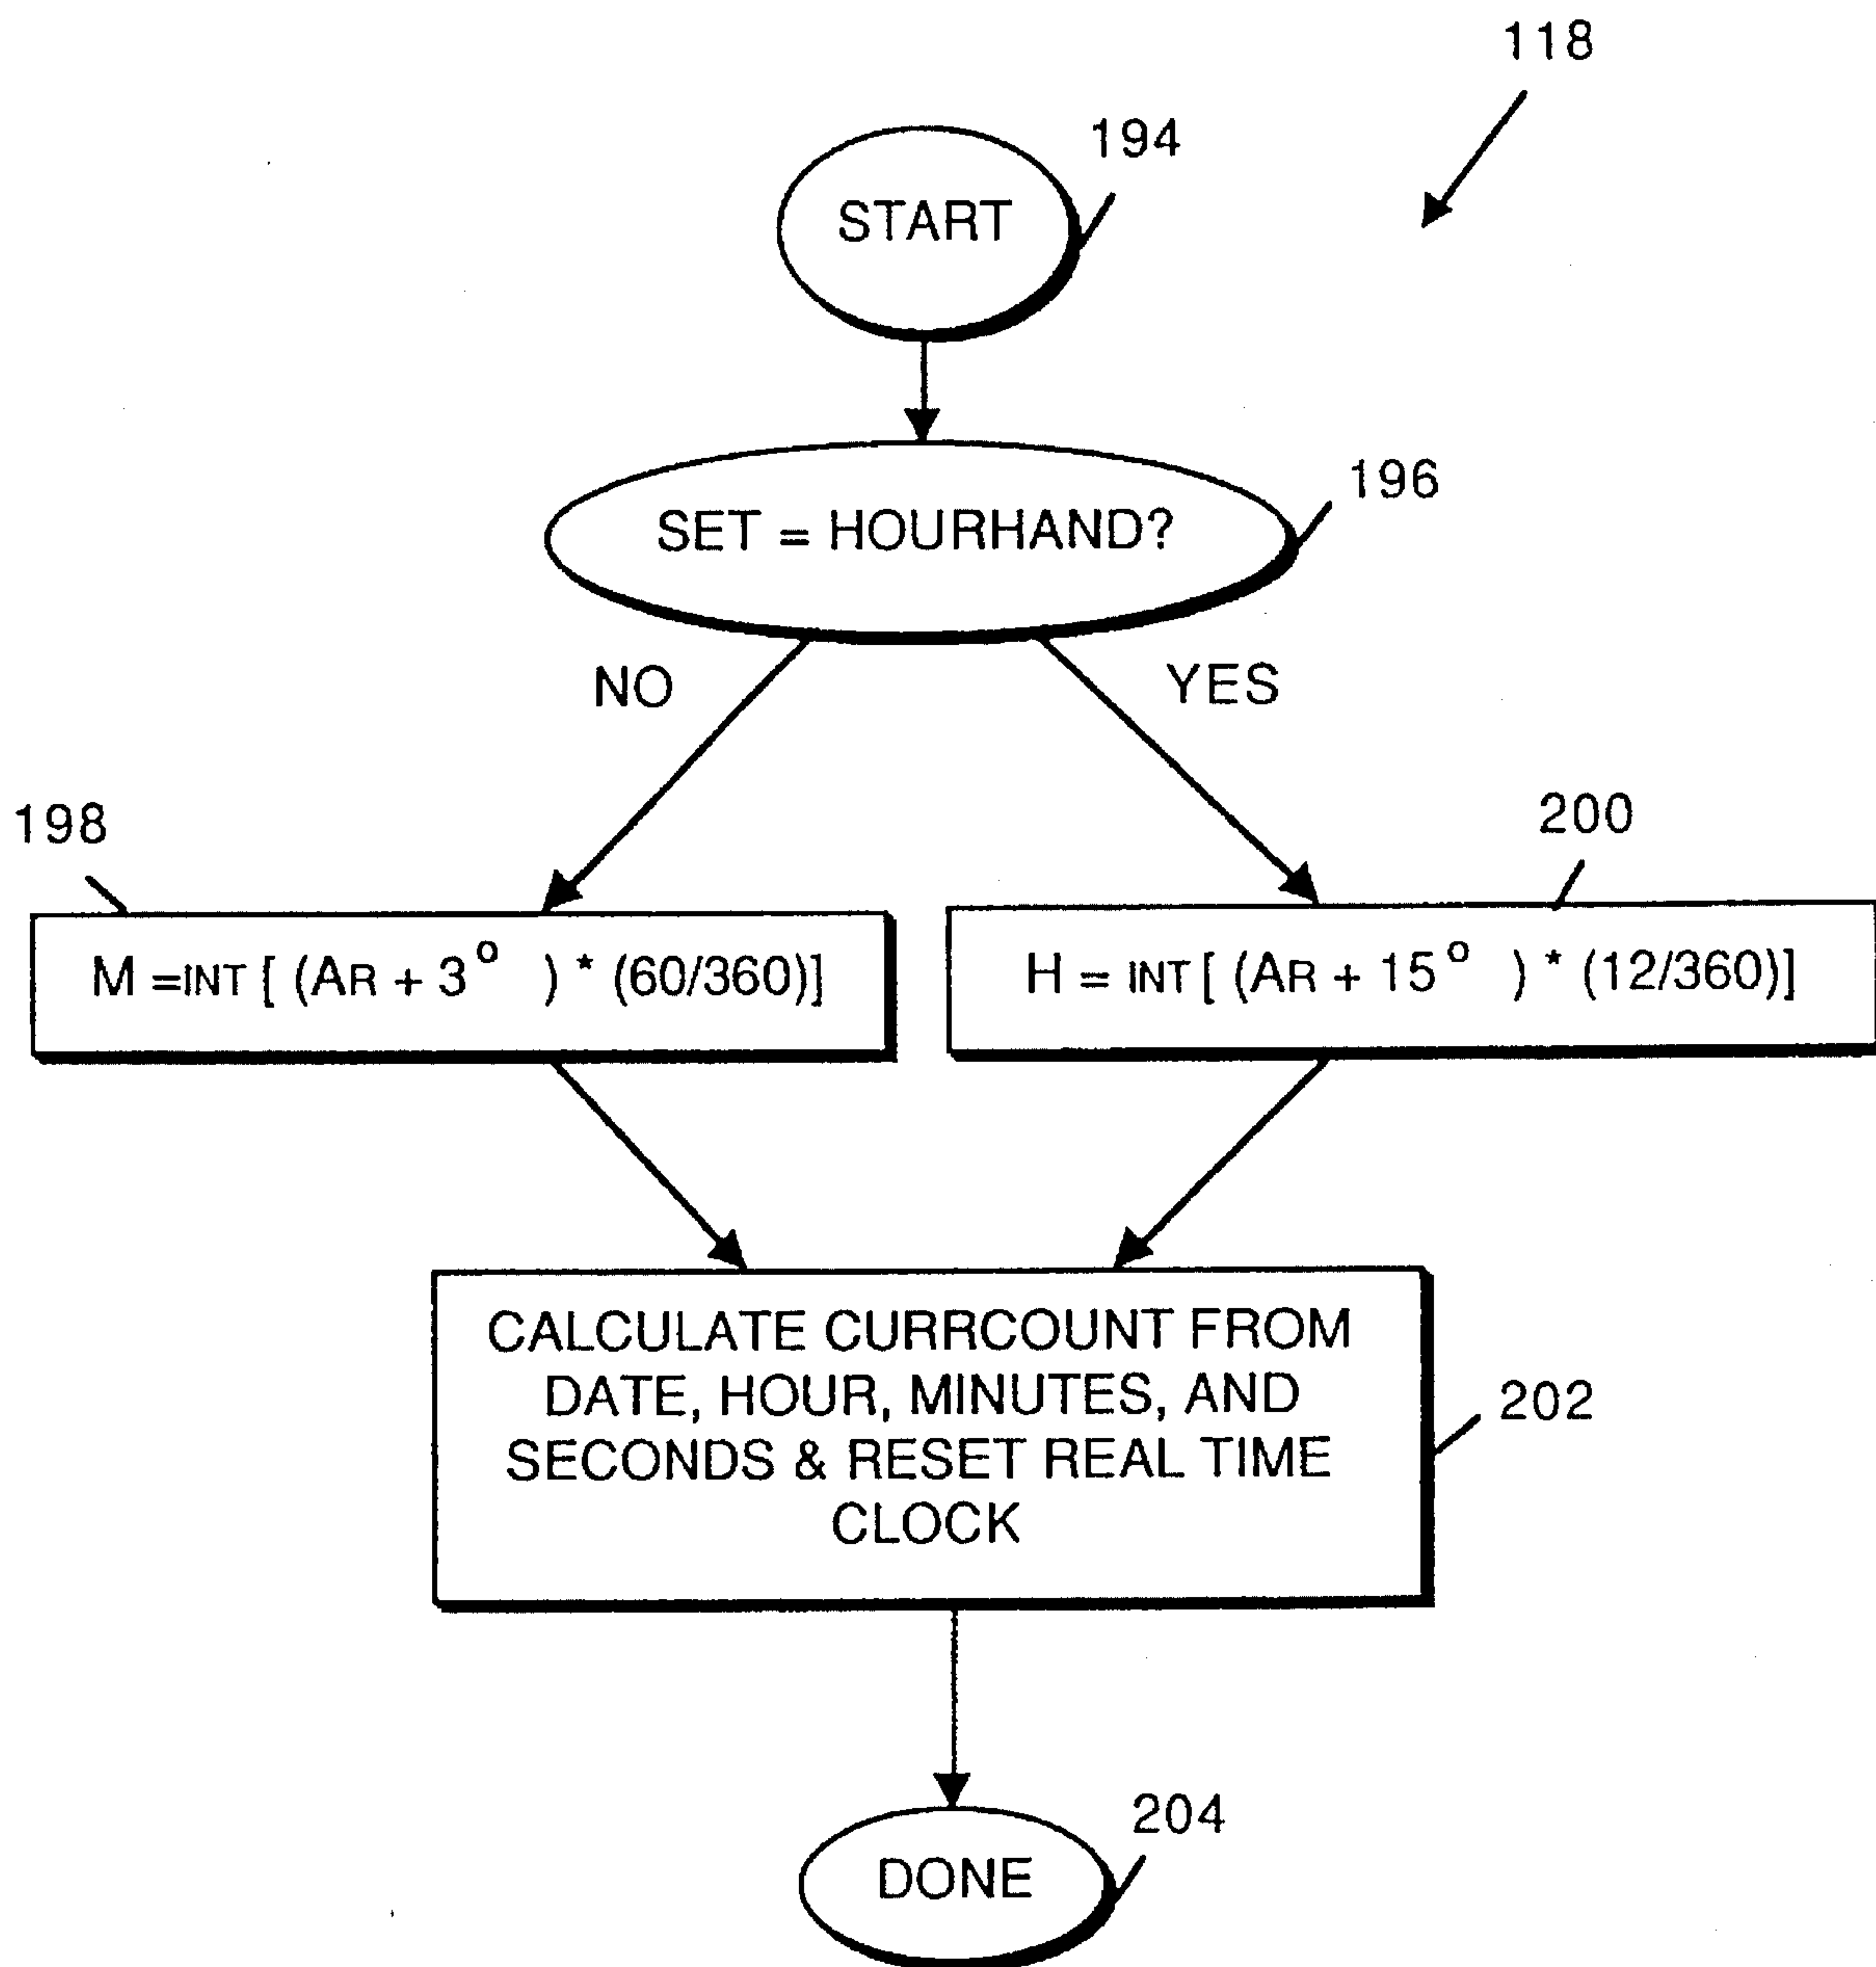 118
194
START
196
SET = HOURHAND?
NO
YES
198
200
M =INT [ (AR + 3° ) * (60/360)]
H = INT [ (AR + 15° ) * (12/360)]
CALCULATE CURRCOUNT FROM
DATE, HOUR, MINUTES, AND
SECONDS & RESET REAL TIME
CLOCK
202
204
DONE